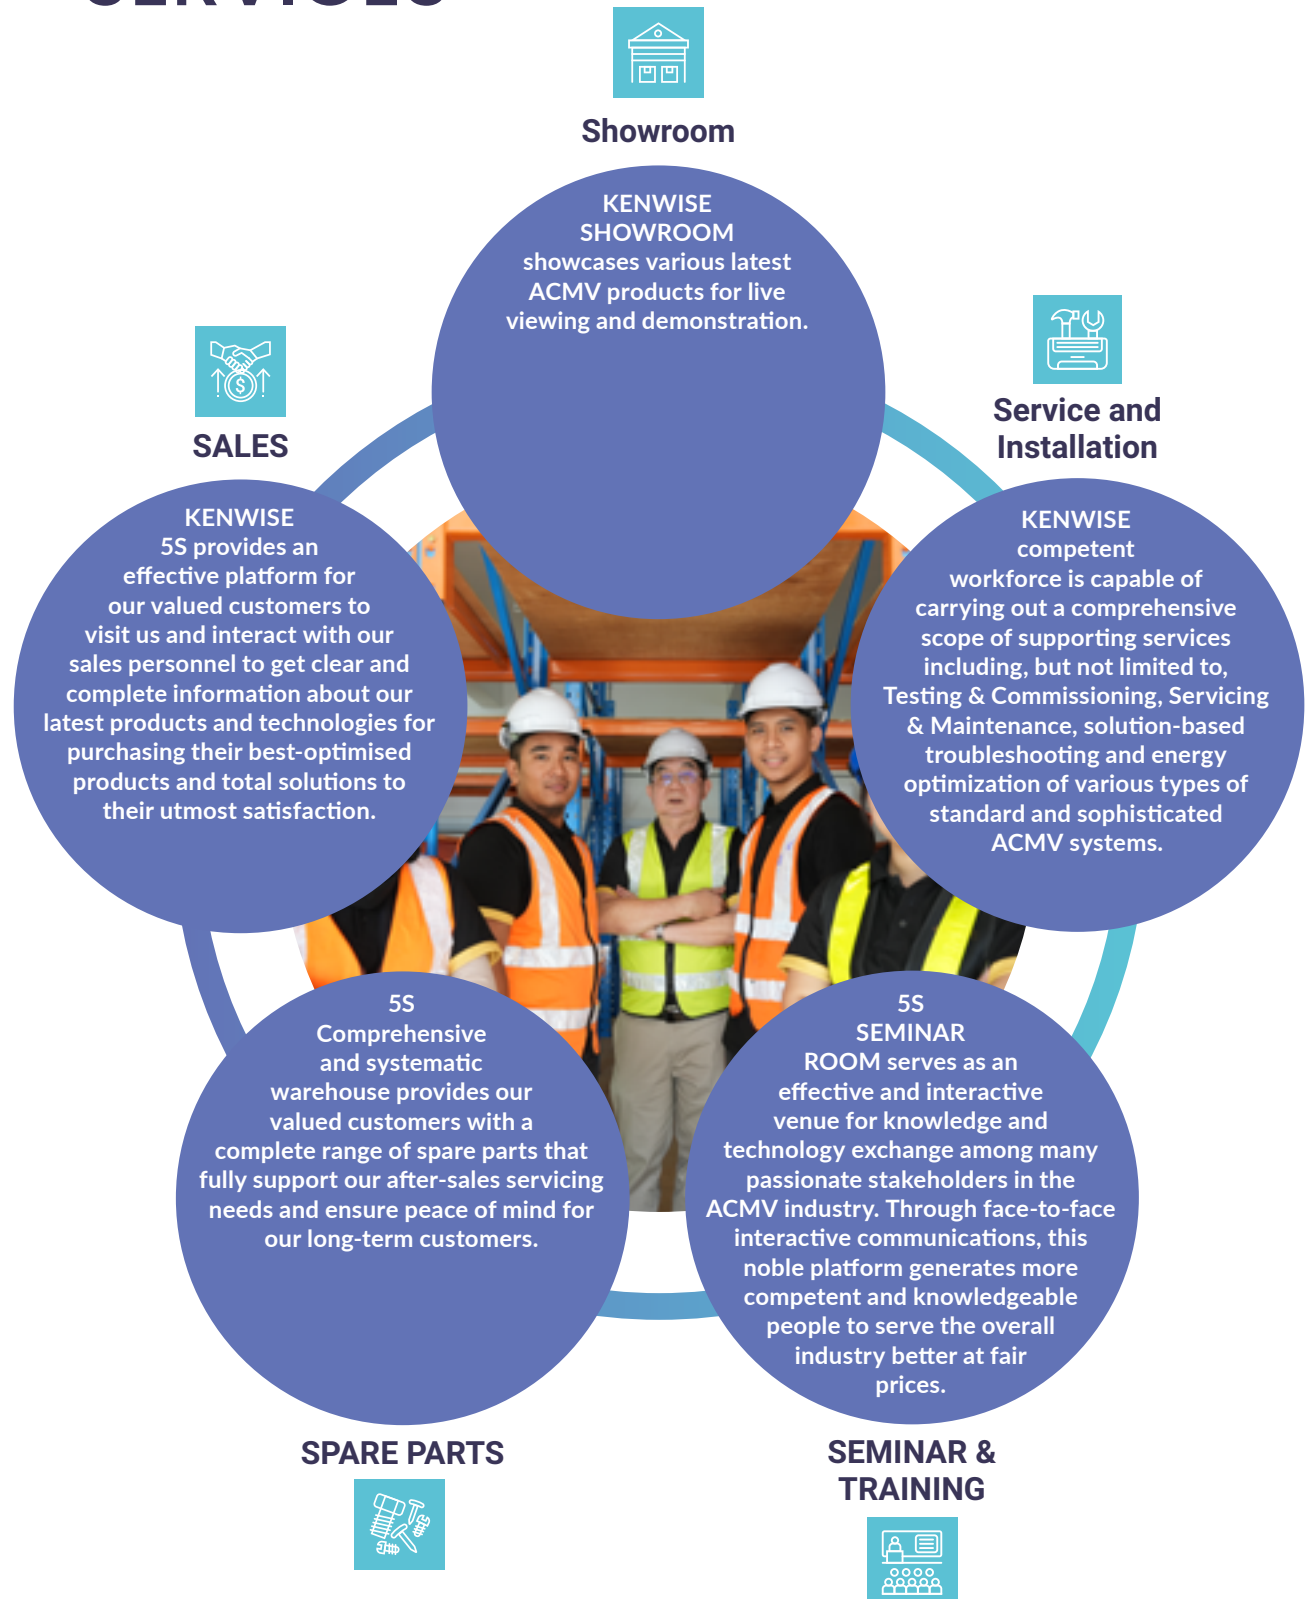 SERVICES
Showroom
KENWISE
SHOWROOM
showcases various latest
ACMV products for live
viewing and demonstration.
SALES
KENWISE
5S provides an
effective platform for
our valued customers to
visit us and interact with our
sales personnel to get clear and
complete information about our
latest products and technologies for
purchasing their best-optimised
products and total solutions to
their utmost satisfaction.
Service and
Installation
KENWISE
competent
workforce is capable of
carrying out a comprehensive
scope of supporting services
including, but not limited to,
Testing & Commissioning, Servicing
& Maintenance, solution-based
troubleshooting and energy
optimization of various types of
standard and sophisticated
ACMV systems.
5S
Comprehensive
and systematic
warehouse provides our
valued customers with a
complete range of spare parts that
fully support our after-sales servicing
needs and ensure peace of mind for
our long-term customers.
SPARE PARTS
5S
SEMINAR
ROOM serves as an
effective and interactive
venue for knowledge and
technology exchange among many
passionate stakeholders in the
ACMV industry. Through face-to-face
interactive communications, this
noble platform generates more
competent and knowledgeable
people to serve the overall
industry better at fair
prices.
SEMINAR &
TRAINING